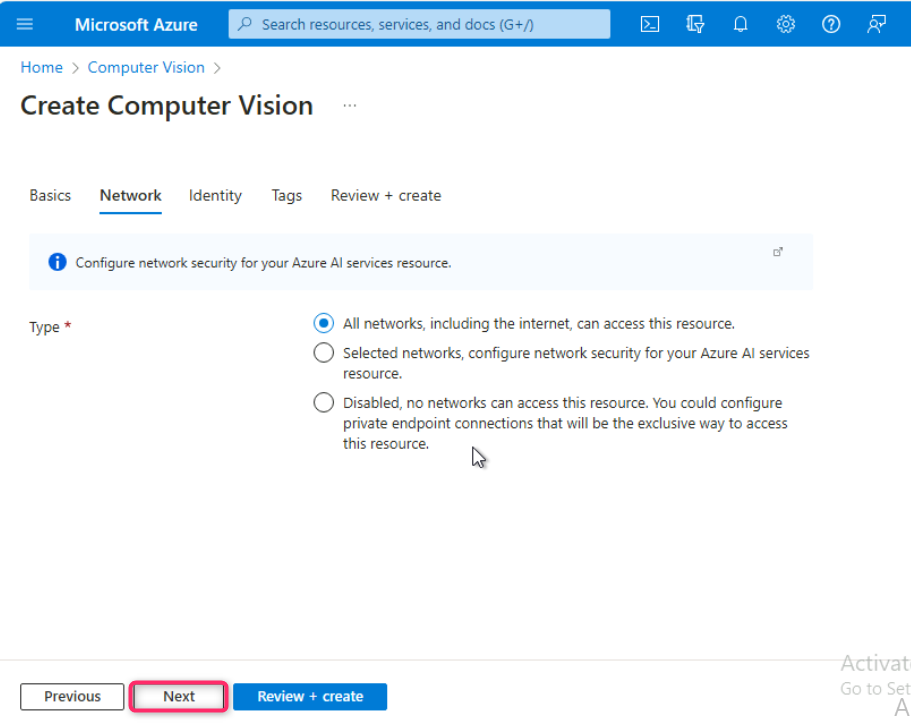 Microsoft Azure
Search resources, services, and docs (G+/)
Home > Computer Vision >
Create Computer Vision ...
Basics Network Identity Tags Review + create
Configure network security for your Azure AI services resource.
Type *
All networks, including the internet, can access this resource.
Selected networks, configure network security for your Azure AI services
resource.
Disabled, no networks can access this resource. You could configure
private endpoint connections that will be the exclusive way to access
this resource.
Activat
Previous Next Review + create
Go to Set
A